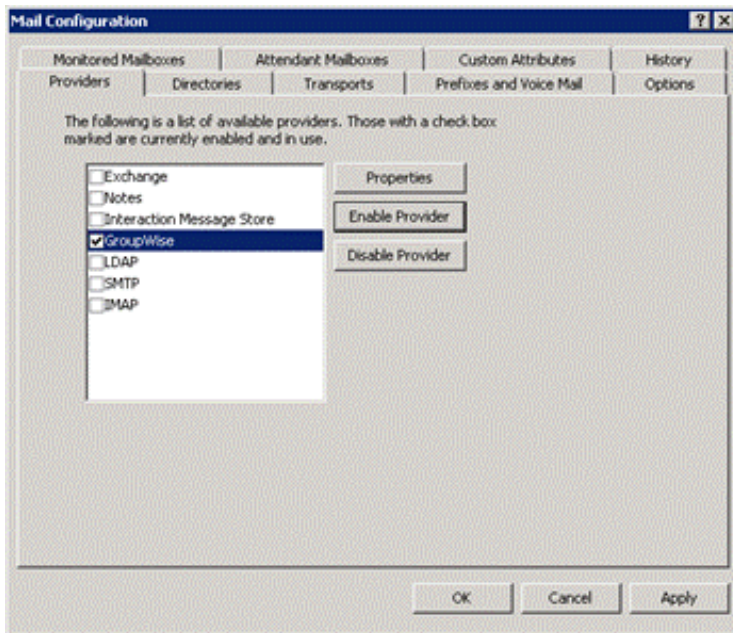 Mail Configuration
Monitored Mailboxes Attendant Mailboxes Custom Attributes History
Providers Directories Transports Prefixes and Voice Mail Options
The following is a list of available providers. Those with a check box
marked are currently enabled and in use.
Exchange
Notes
Interaction Message Store
GroupWise
LDAP
SMTP
IMAP
Properties
Enable Provider
Disable Provider
OK Cancel Apply